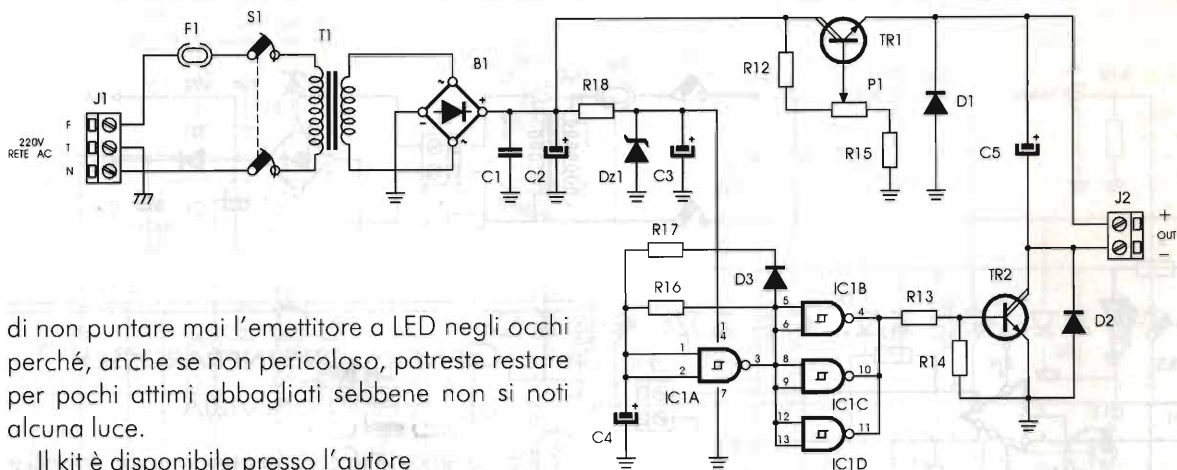 F1
S1
T1
B1
J1
F
T
N
220V
RETE AC
~
~
+
−
C1
C2
R18
Dz1
C3
+
+
R12
TR1
P1
R15
D1
C5
+
J2
+
OUT
−
R17
R16
D3
1
2
14
3
7
IC1A
C4
+
5
6
4
IC1B
8
9
10
IC1C
12
13
11
IC1D
R13
R14
TR2
D2
di non puntare mai l'emettitore a LED negli occhi
perché, anche se non pericoloso, potreste restare
per pochi attimi abbagliati sebbene non si noti
alcuna luce.
Il kit è disponibile presso l'autore